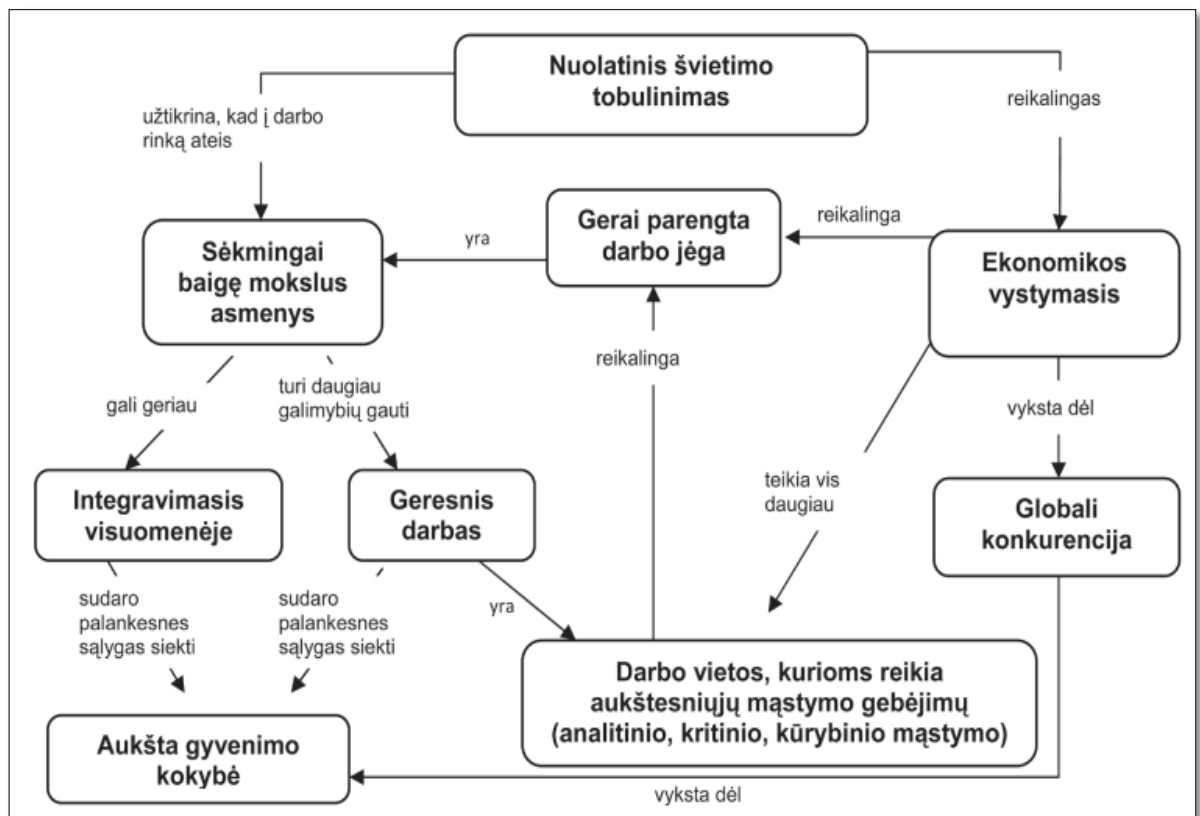 Nuolatinis švietimo
tobulinimas
užtikrina, kad į darbo
rinką ateis
reikalingas
Gerai parengta
darbo jėga
reikalinga
yra
Sėkmingai
baigę mokslus
asmenys
Ekonomikos
vystymasis
reikalinga
turi daugiau
galimybių gauti
gali geriau
vyksta dėl
Integravimasis
visuomenėje
Geresnis
darbas
teikia vis
daugiau
Globali
konkurencija
sudaro
palankesnes
sąlygas siekti
sudaro
palankesnes
sąlygas siekti
yra
Darbo vietos, kurioms reikia
aukštesniųjų mąstymo gebėjimų
(analitinio, kritinio, kūrybinio mąstymo)
Aukšta gyvenimo
kokybė
vyksta dėl